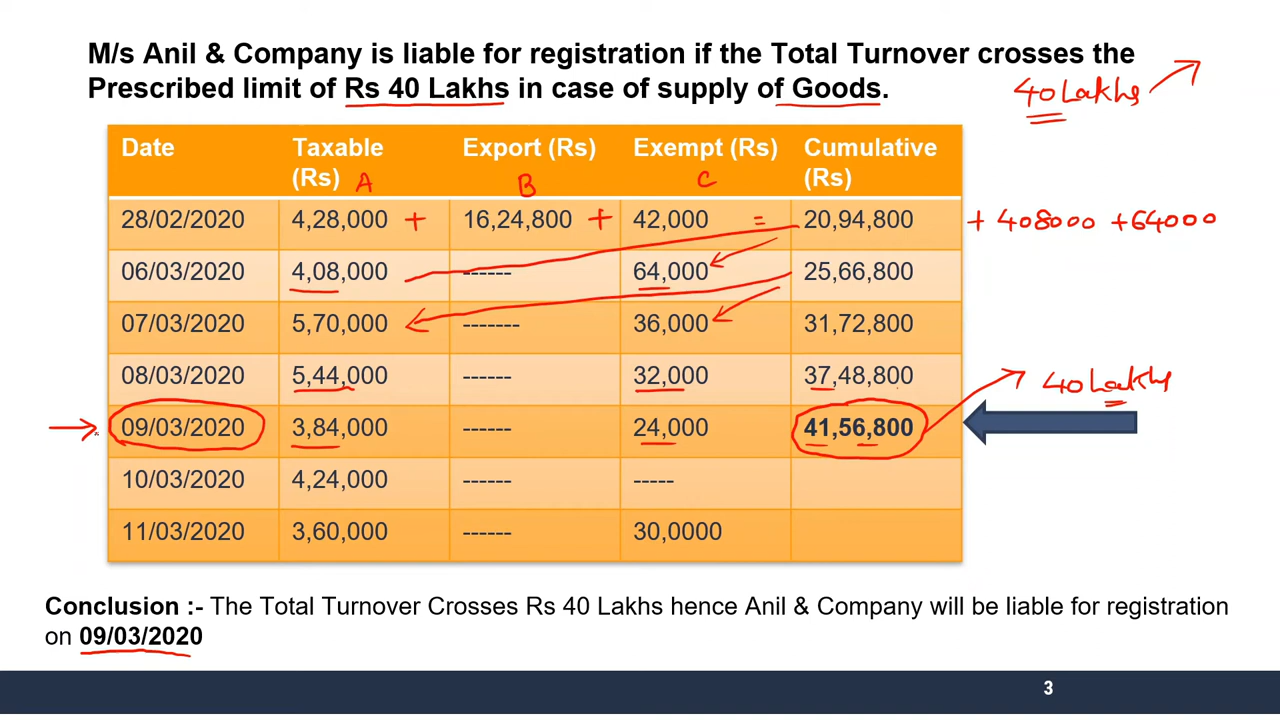 M/s Anil & Company is liable for registration if the Total Turnover crosses the
Prescribed limit of Rs 40 Lakhs in case of supply of Goods.
40 Lakhs
Date Taxable (Rs) A Export (Rs) B Exempt (Rs) C Cumulative (Rs)
28/02/2020 4,28,000 + 16,24,800 + 42,000 = 20,94,800 + 408000 + 64000
06/03/2020 4,08,000 ------ 64,000 25,66,800
07/03/2020 5,70,000 ------- 36,000 31,72,800
08/03/2020 5,44,000 ------ 32,000 37,48,800 40 Lakhs
09/03/2020 3,84,000 ------ 24,000 41,56,800
10/03/2020 4,24,000 ------ -----
11/03/2020 3,60,000 ------ 30,0000
Conclusion :- The Total Turnover Crosses Rs 40 Lakhs hence Anil & Company will be liable for registration
on 09/03/2020
3